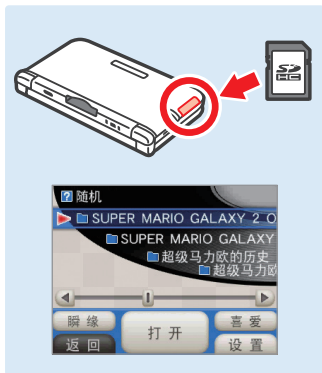 SD
HC
随机
SUPER MARIO GALAXY 2 O
SUPER MARIO GALAXY
超级马力欧的历史
超级马力欧
瞬缘
打开
喜爱
返回
设置